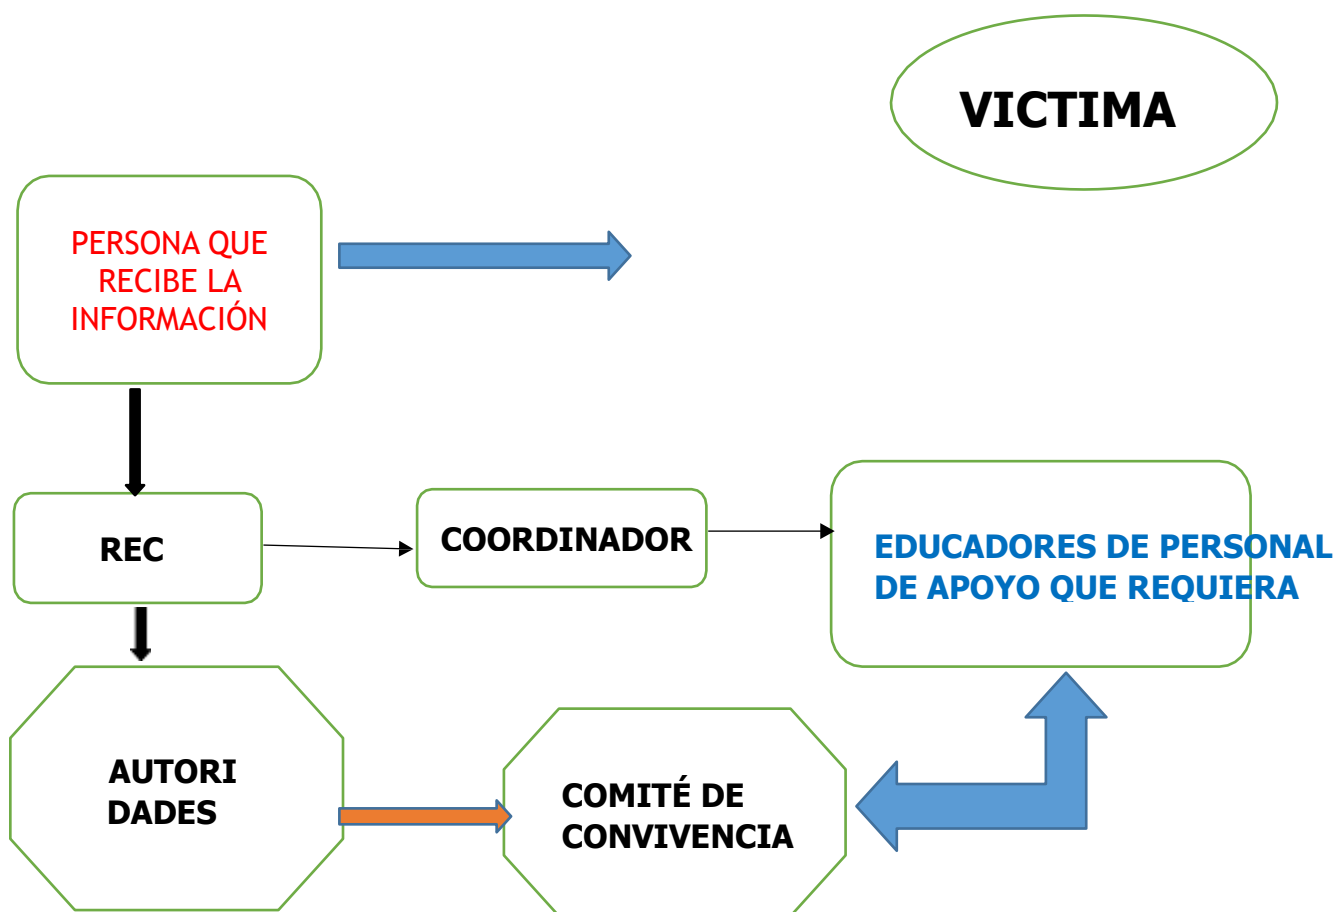 VICTIMA
PERSONA QUE
RECIBE LA
INFORMACIÓN
REC
COORDINADOR
EDUCADORES DE PERSONAL
DE APOYO QUE REQUIERA
AUTORI
DADES
COMITÉ DE
CONVIVENCIA